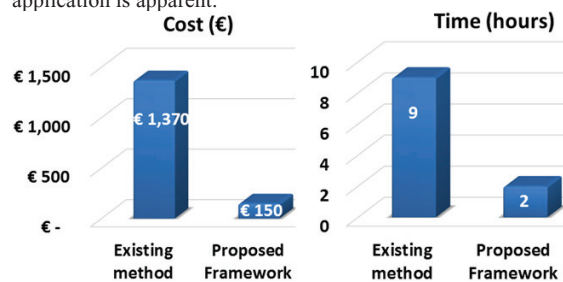 application is apparent.
Cost (€)
€ 1,500
€ 1,000
€ 500
€ -
€ 1,370
€ 150
Existing
method
Proposed
Framework
Time (hours)
10
8
6
4
2
0
9
2
Existing
method
Proposed
Framework